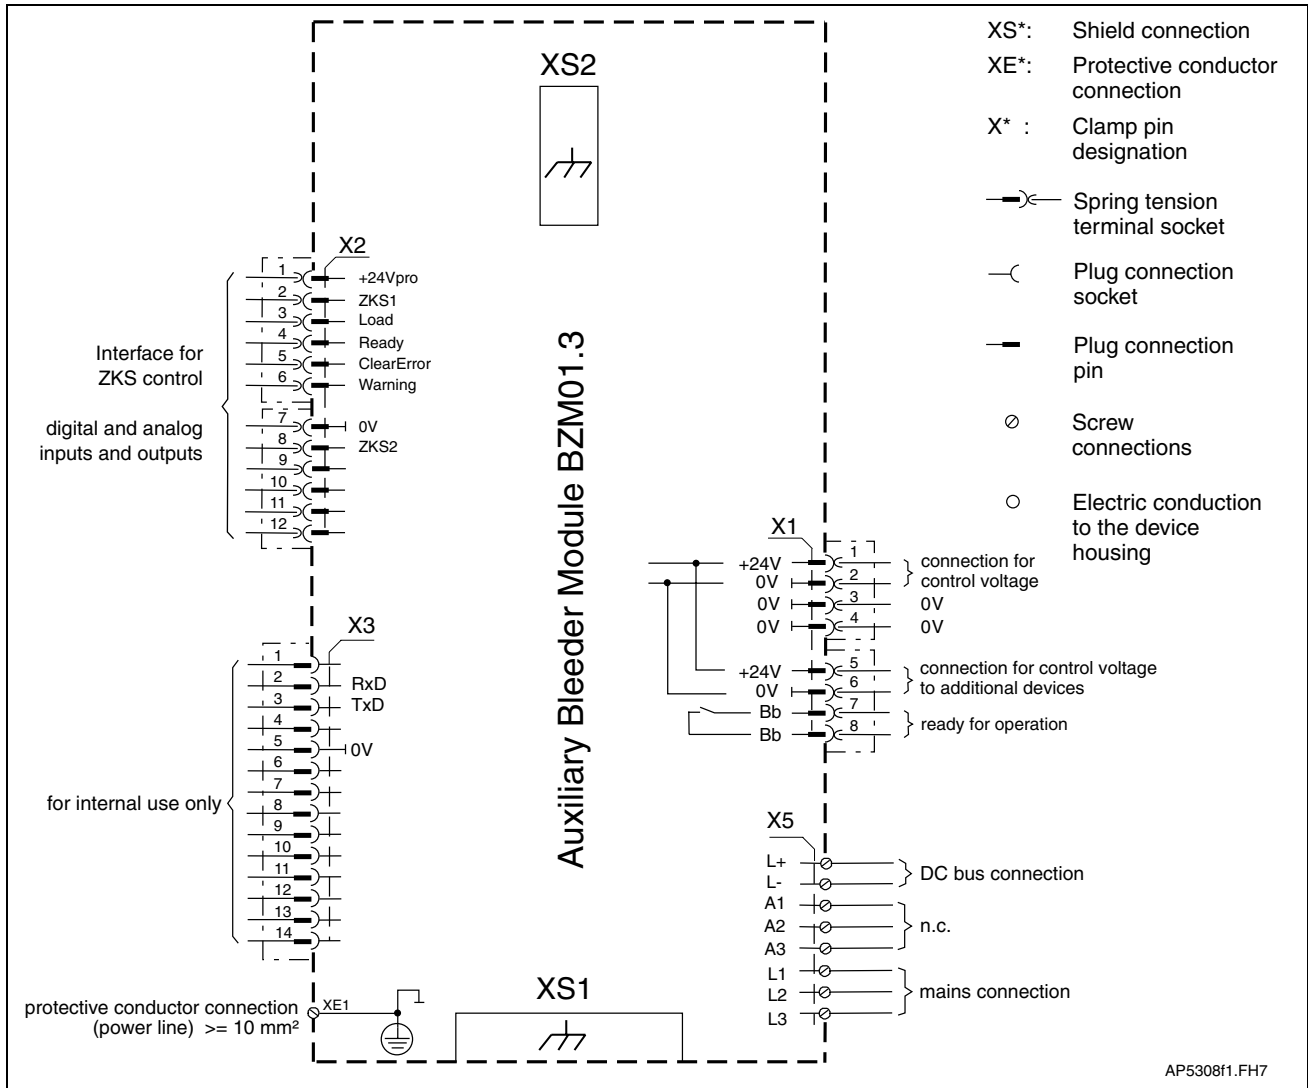 XS2
XS*: Shield connection
XE*: Protective conductor
connection
X* : Clamp pin
designation
Spring tension
terminal socket
Plug connection
socket
Plug connection
pin
Screw
connections
Electric conduction
to the device
housing
X2
1 +24Vpro
2 ZKS1
3 Load
4 Ready
5 ClearError
6 Warning
7 0V
8 ZKS2
9
10
11
12
Interface for
ZKS control
digital and analog
inputs and outputs
Auxiliary Bleeder Module BZM01.3
X1
+24V 1
0V 2
connection for
control voltage
0V 3 0V
0V 4 0V
+24V 5
0V 6
connection for control voltage
to additional devices
Bb 7
Bb 8
ready for operation
X3
1
2 RxD
3 TxD
4
5 0V
6
7
8
9
10
11
12
13
14
for internal use only
X5
L+
L-
DC bus connection
A1
A2
A3
n.c.
L1
L2
L3
mains connection
protective conductor connection
(power line) >= 10 mm²
XE1
XS1
AP5308f1.FH7